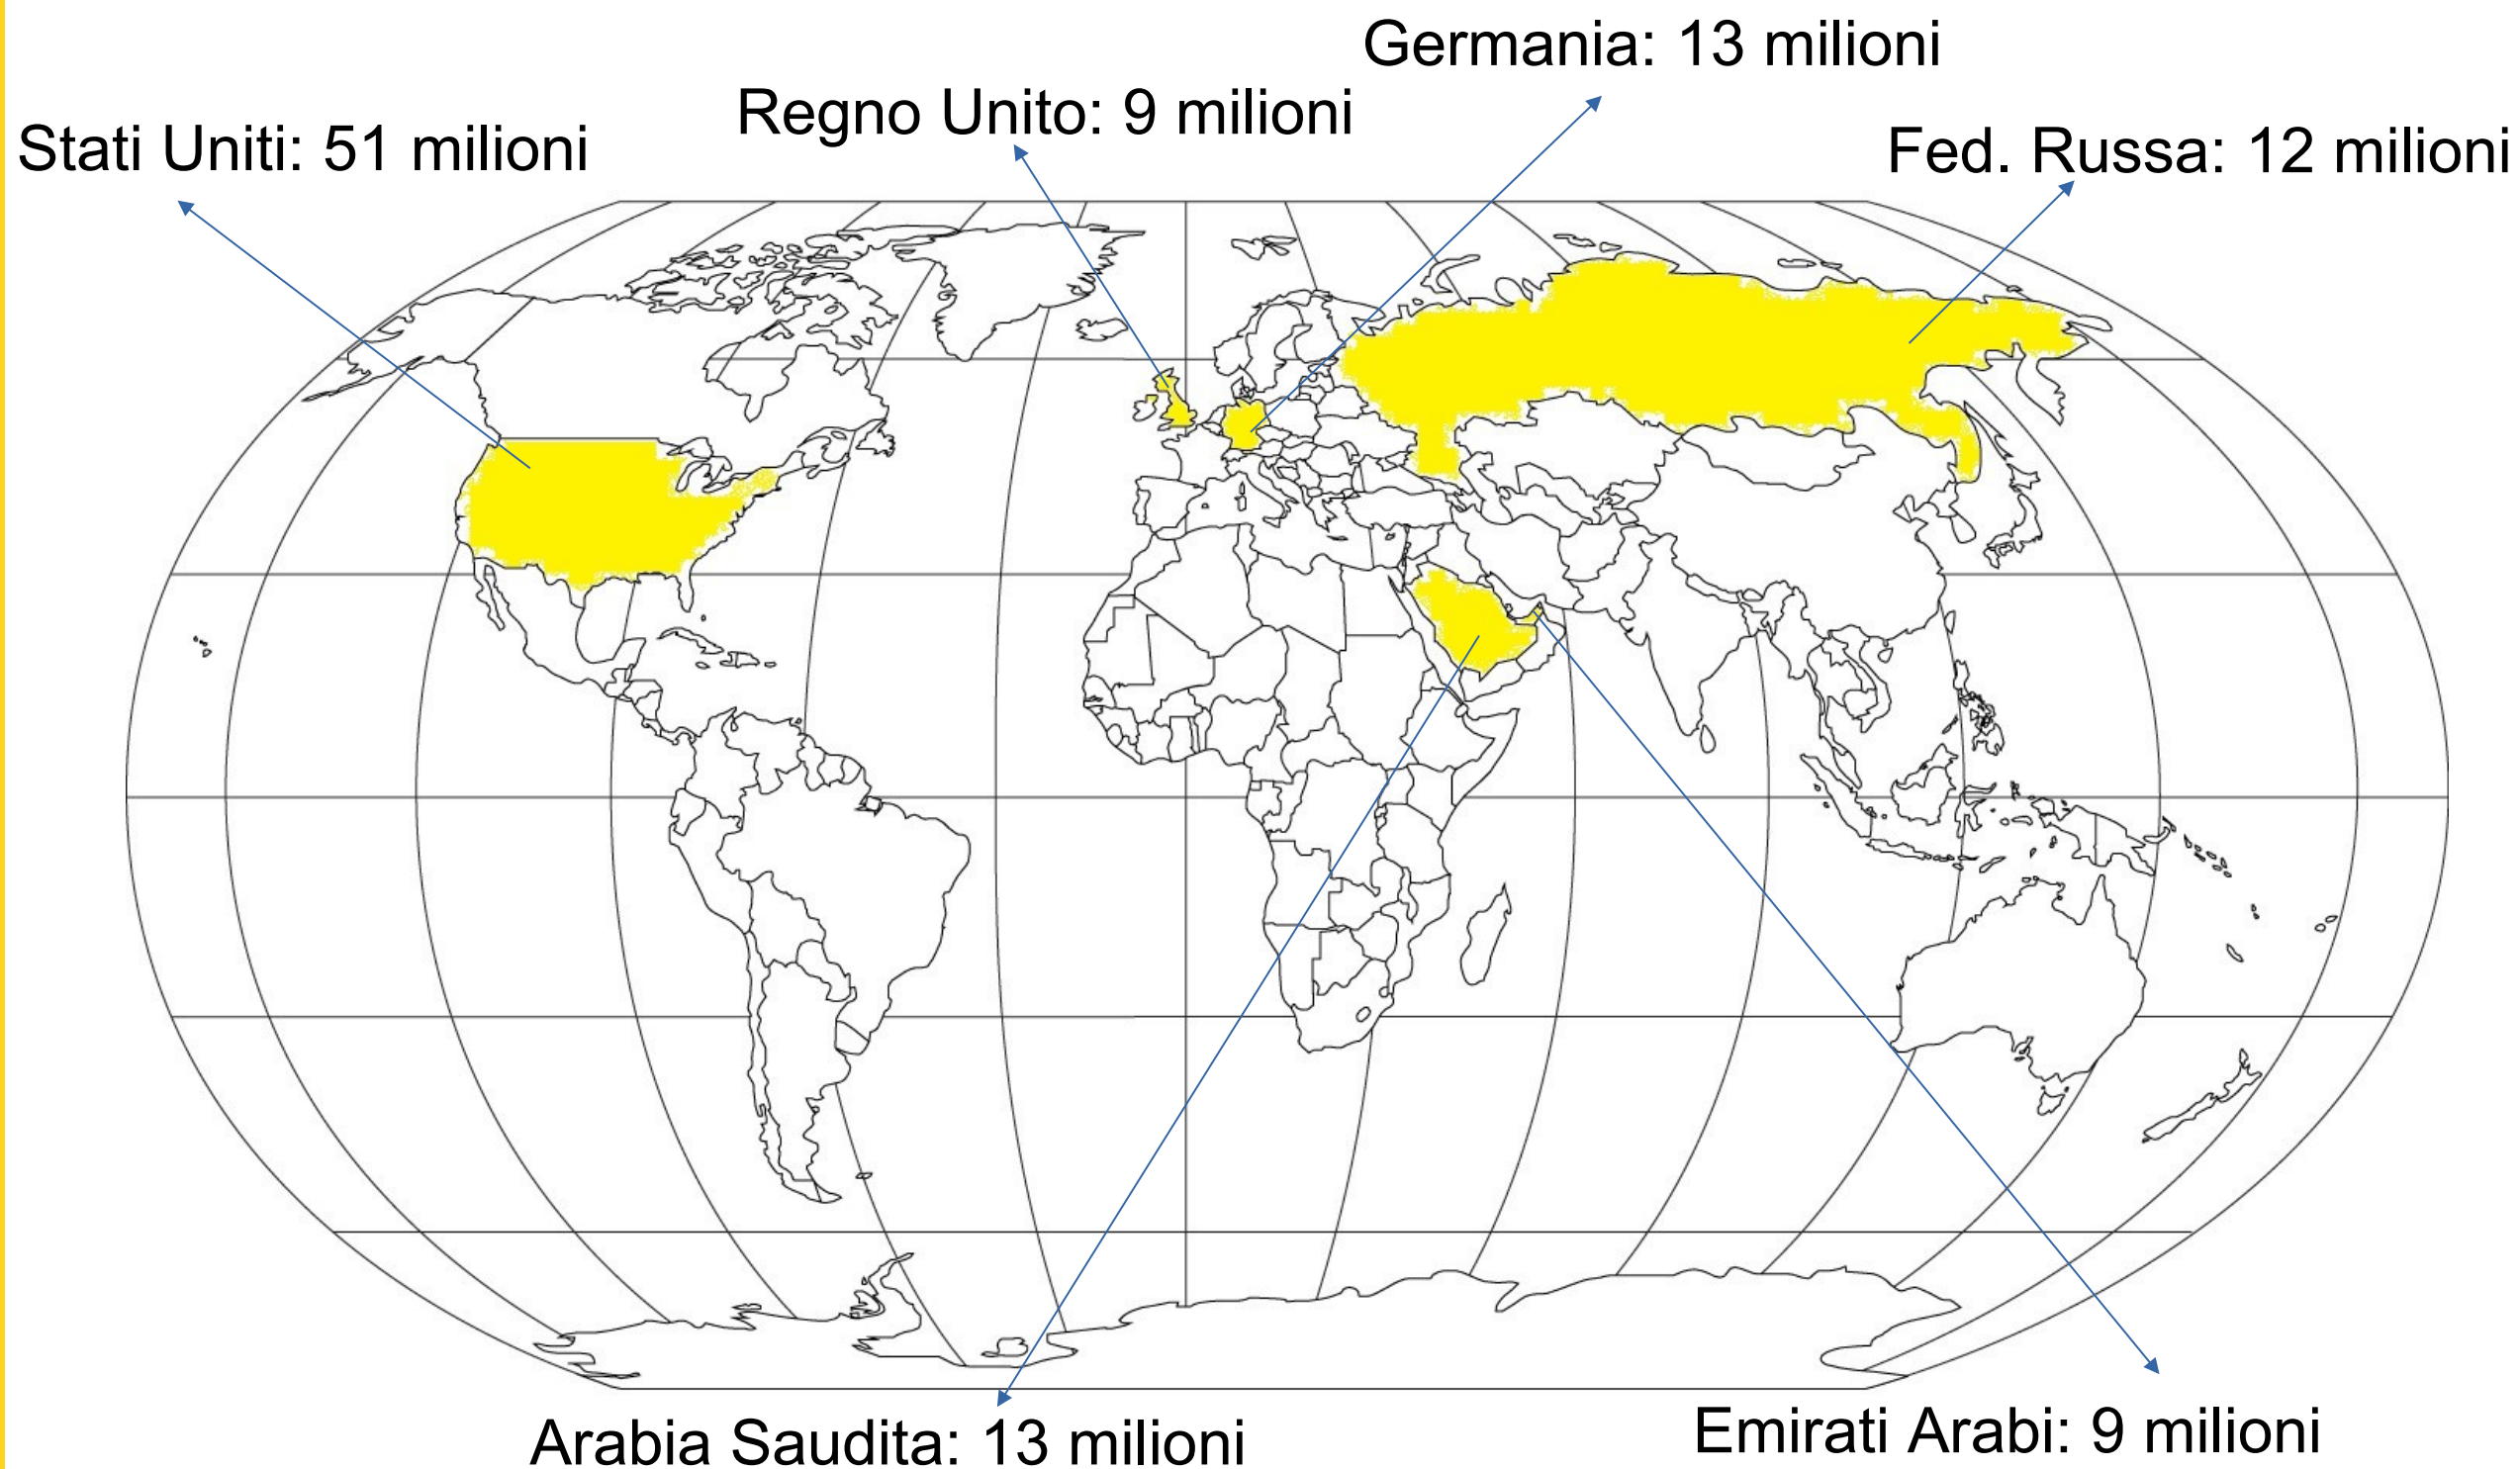 Germania: 13 milioni
Regno Unito: 9 milioni
Stati Uniti: 51 milioni
Fed. Russa: 12 milioni
Arabia Saudita: 13 milioni
Emirati Arabi: 9 milioni